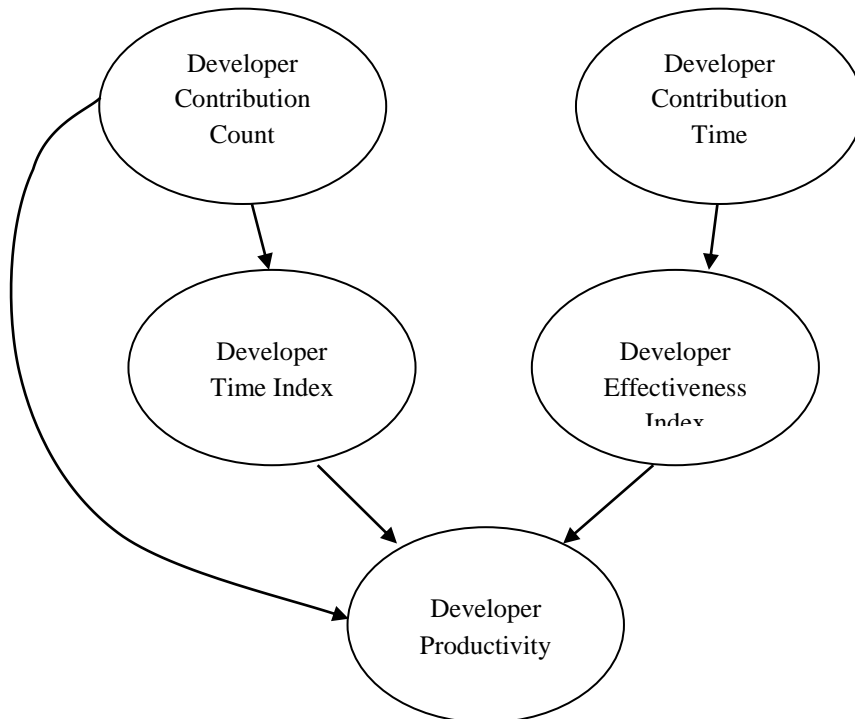 Developer
Contribution
Count
Developer
Contribution
Time
Developer
Time Index
Developer
Effectiveness
Index
Developer
Productivity